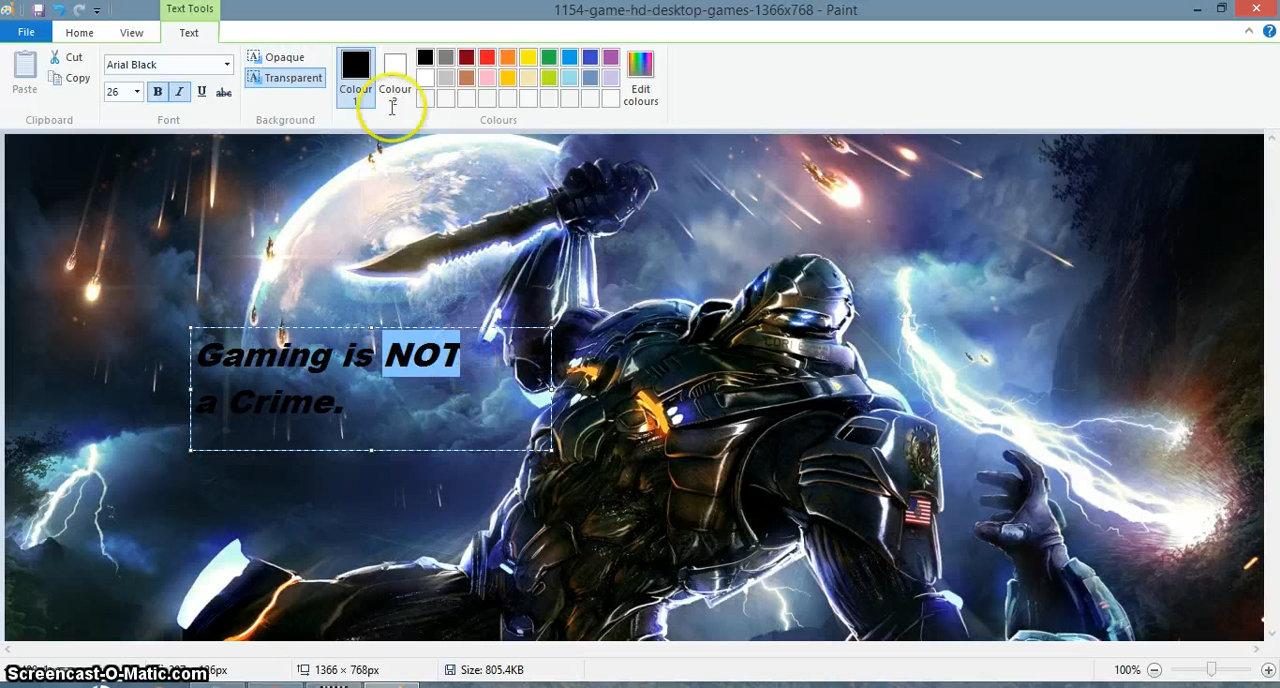 Text Tools
1154-game-hd-desktop-games-1366x768 - Paint
File
Home
View
Text
Paste
Cut
Copy
Clipboard
Arial Black
26
B
I
U
abc
Font
A Opaque
A Transparent
Background
Colour
1
Colour
2
Edit
colours
Colours
Gaming is NOT
a Crime.
1366 × 768px
Size: 805.4KB
100%
Screencast-O-Matic.com